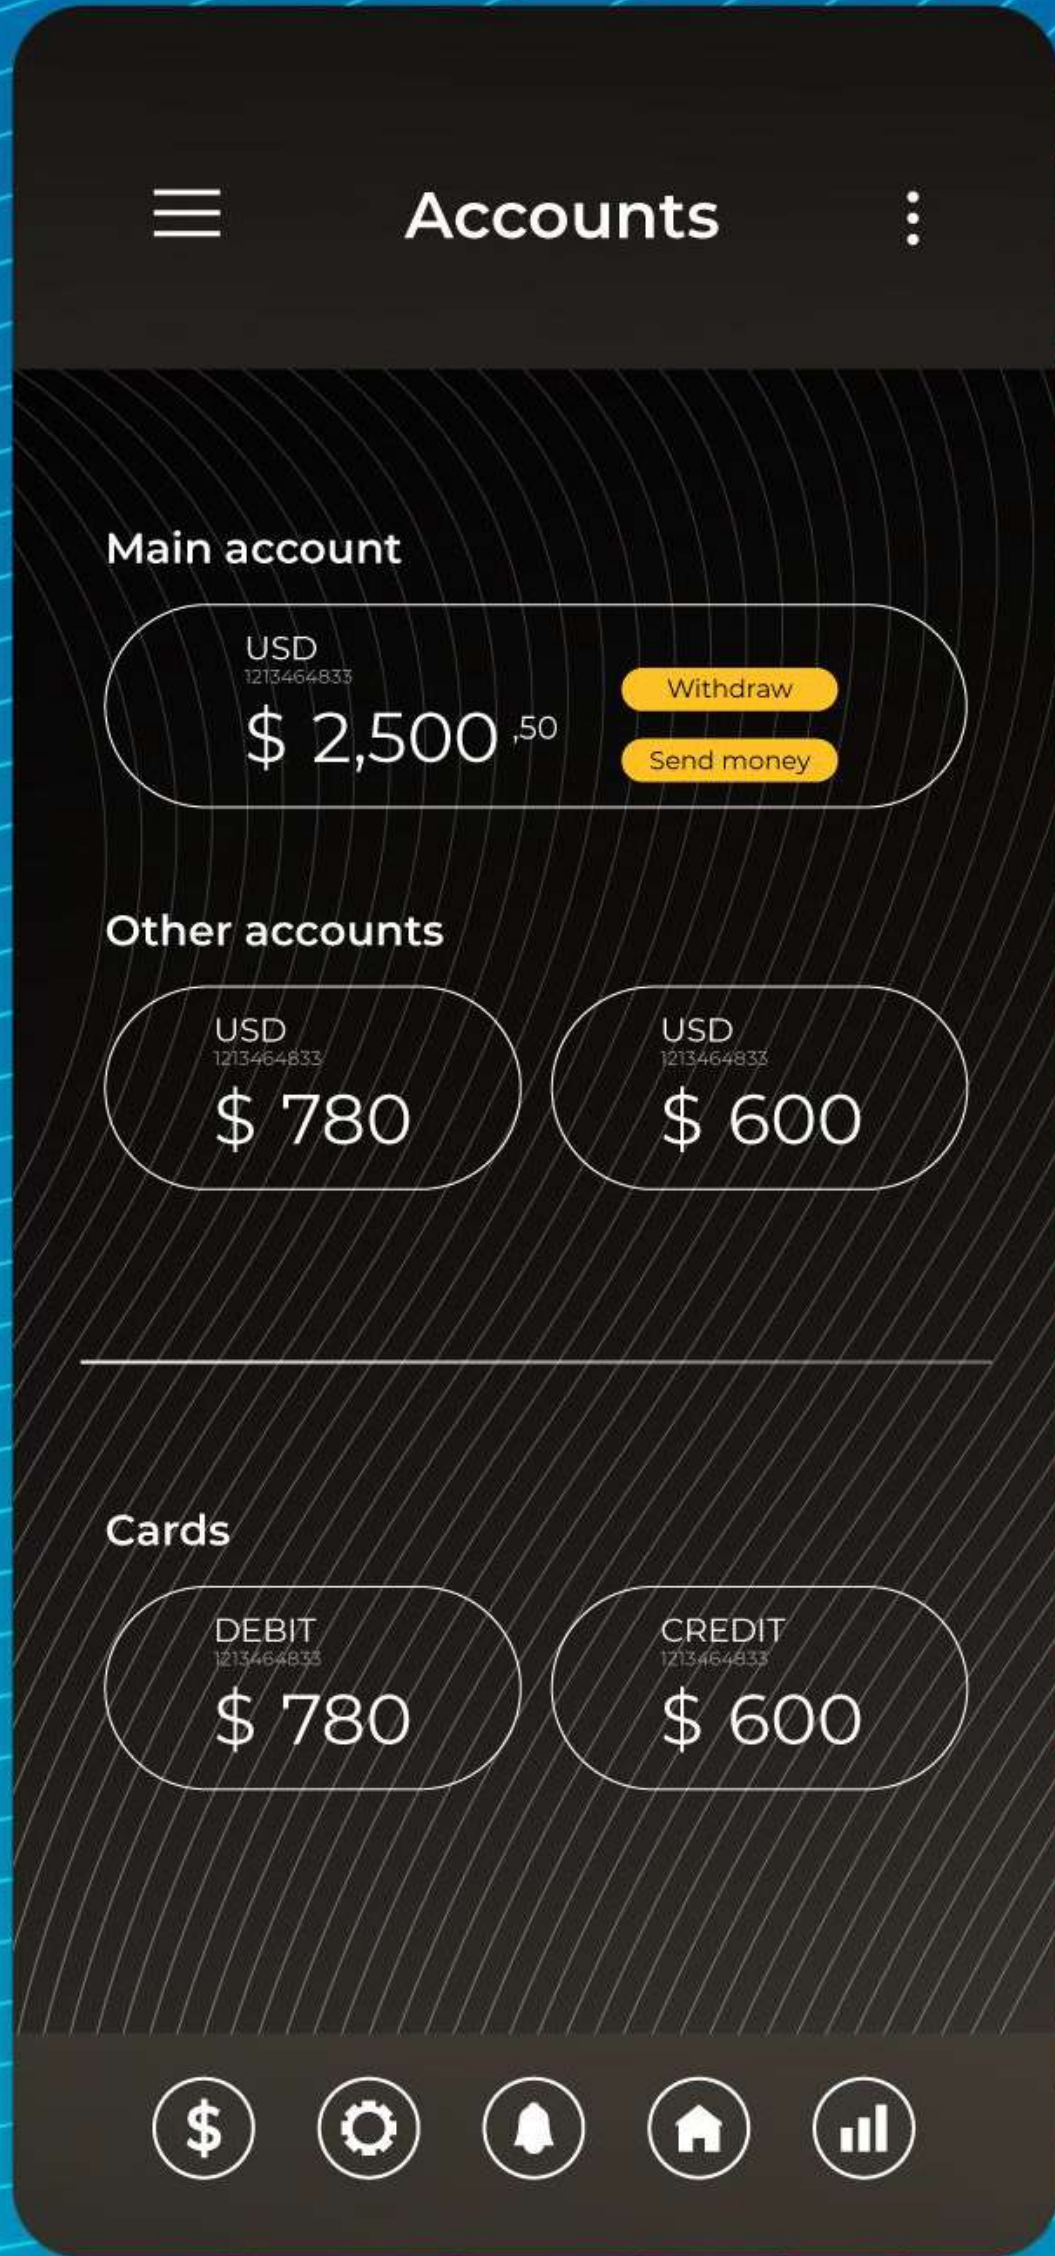 Accounts
Main account
USD
1213464833
$ 2,500 ,50
Withdraw
Send money
Other accounts
USD
1213464833
$ 780
USD
1213464833
$ 600
Cards
DEBIT
1213464833
$ 780
CREDIT
1213464833
$ 600
$